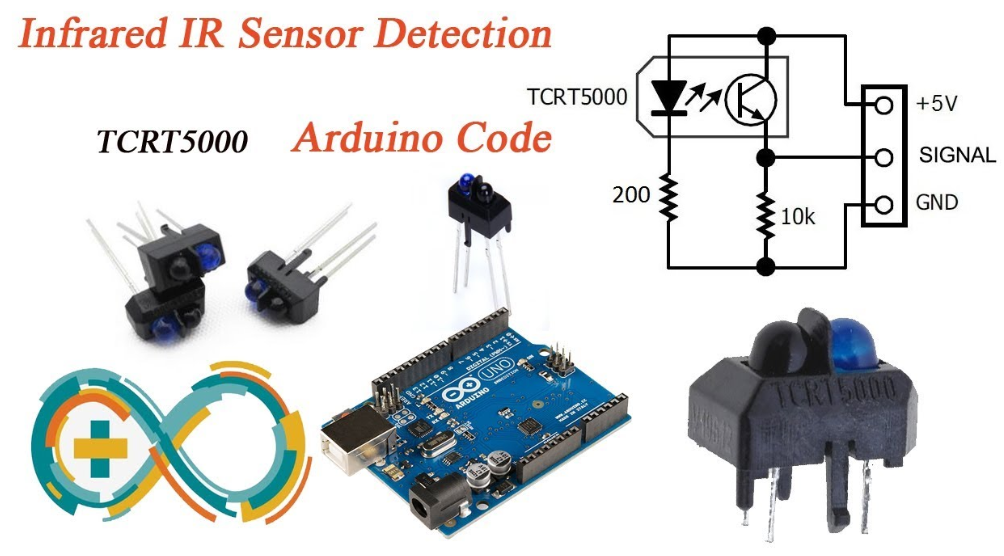 Infrared IR Sensor Detection
TCRT5000
Arduino Code
TCRT5000
+5V
SIGNAL
GND
200
10k
UNO
ARDUINO
TCRT5000